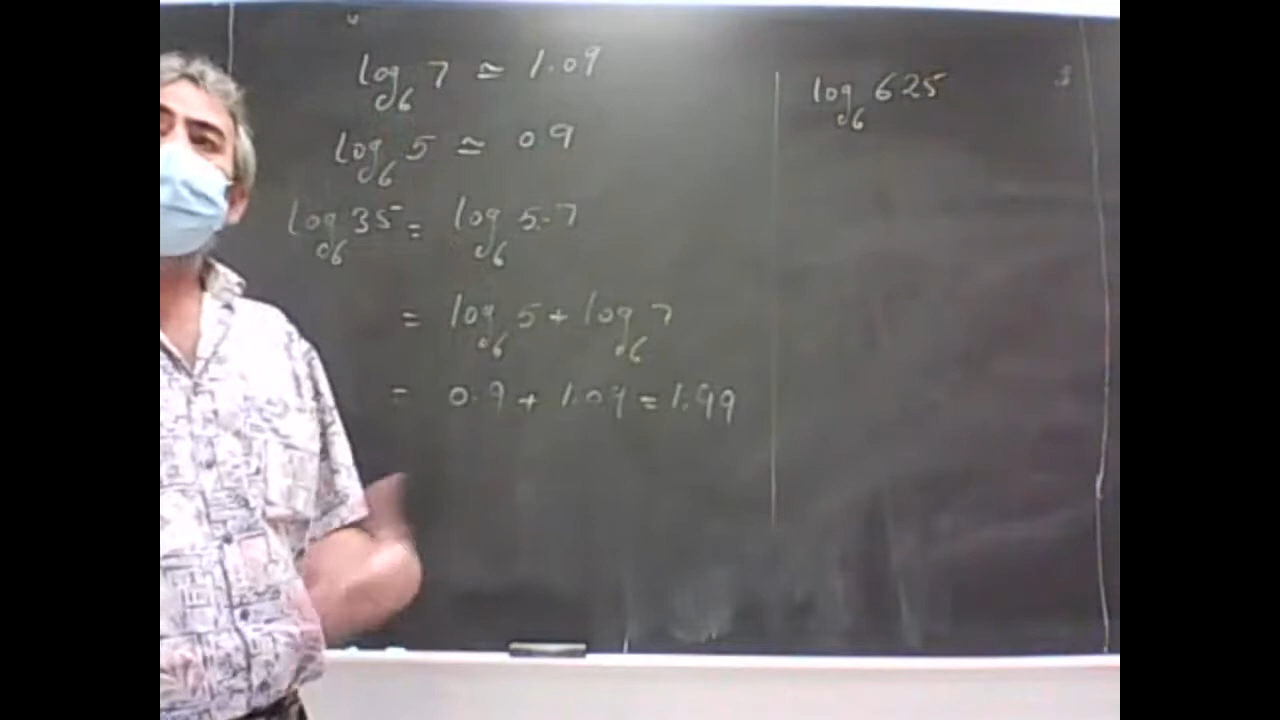 log₆ 7 ≃ 1.09
log₆ 5 ≃ 0.9
log₆ 35 = log₆ 5·7
= log₆ 5 + log₆ 7
= 0.9 + 1.09 = 1.99
log₆ 625